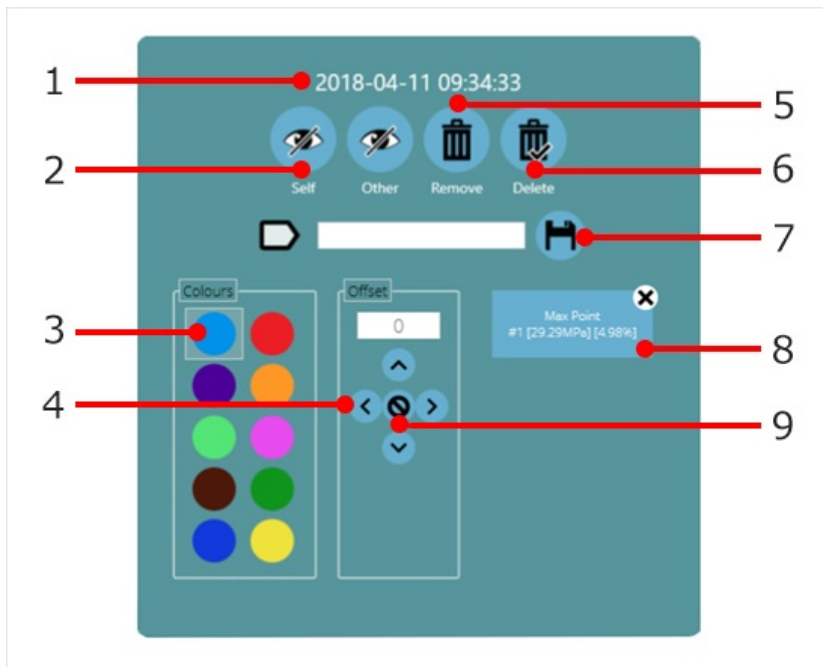 1
2018-04-11 09:34:33
5
2
Self
Other
Remove
Delete
6
7
Colours
Offset
3
0
Max Point
#1 [29.29MPa] [4.98%]
8
4
9